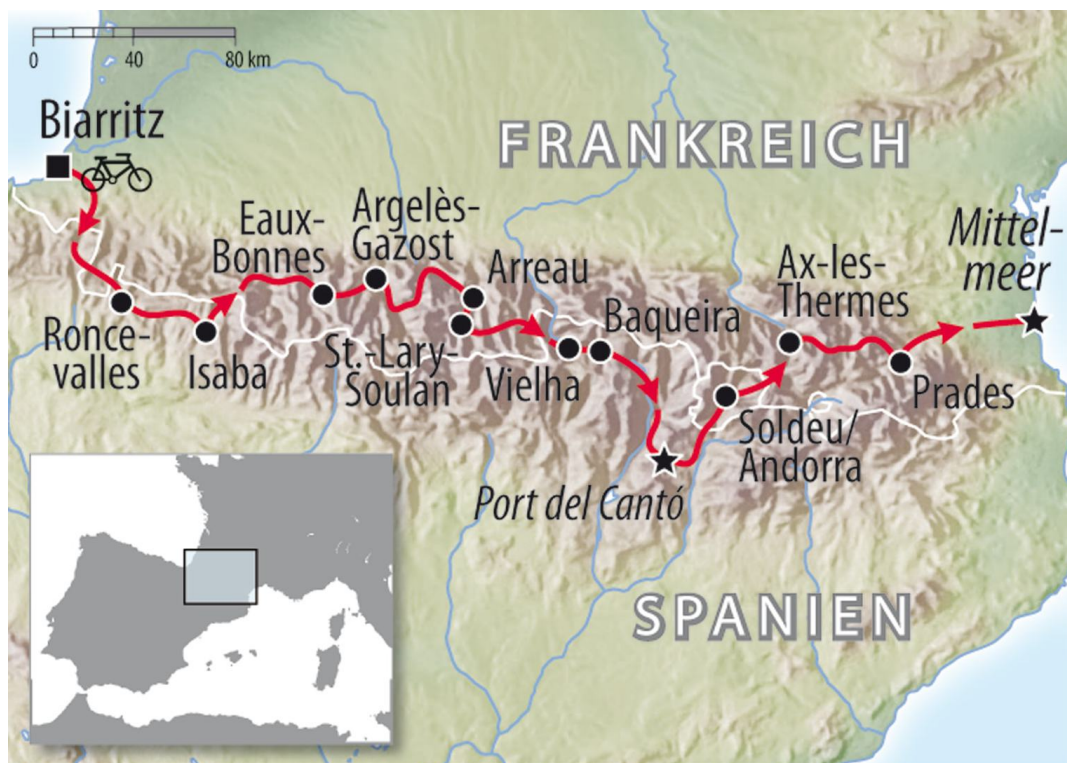 0 40 80 km
Biarritz
FRANKREICH
Eaux-
Bonnes
Argelès-
Gazost
Arreau
Mittel-
meer
Ax-les-
Thermes
Baqueira
Ronce-
valles
Isaba
St.-Lary-
Soulan
Vielha
Prades
Soldeu/
Andorra
Port del Cantó
SPANIEN